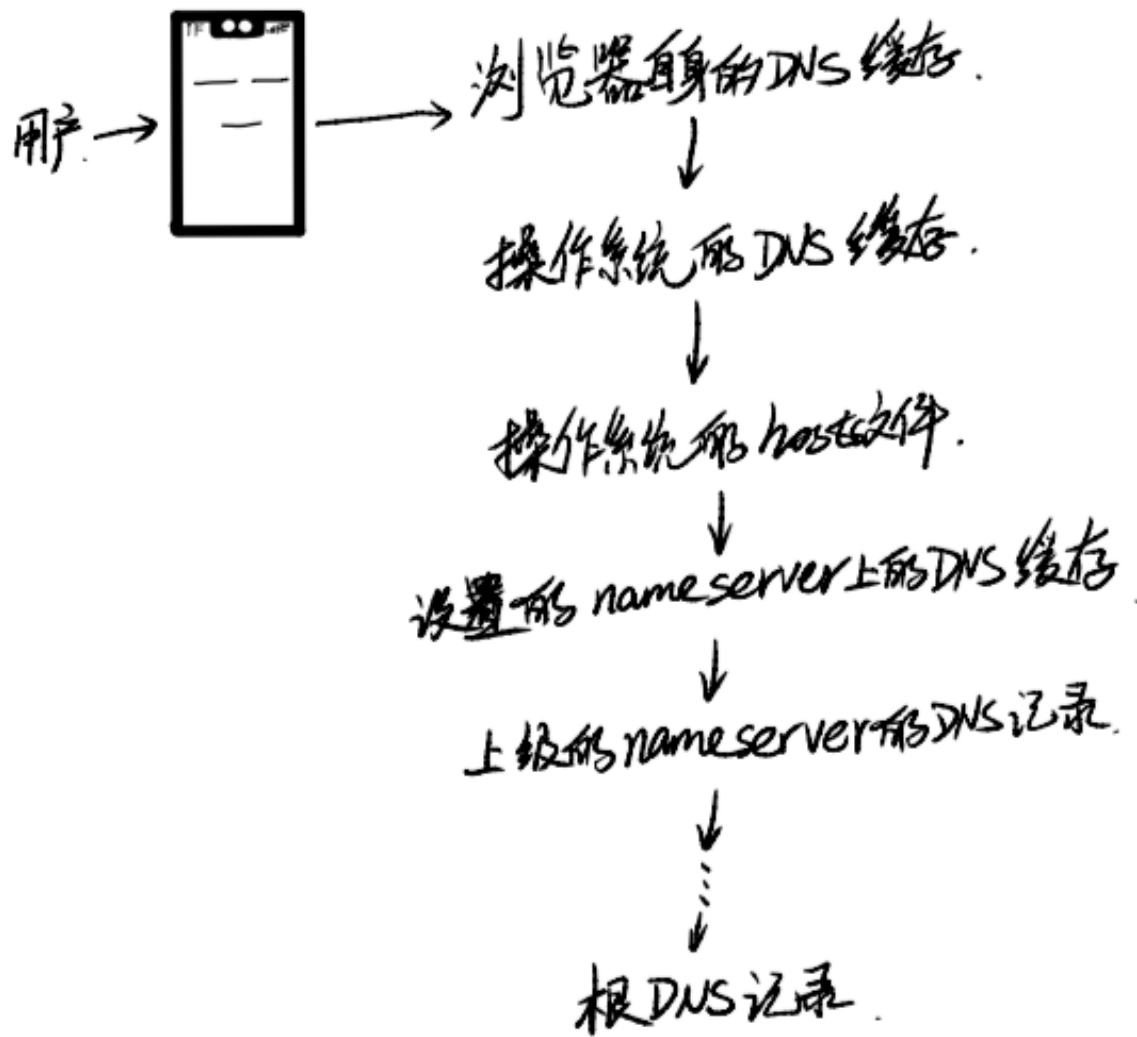 用户.
浏览器自身的DNS缓存.
操作系统的DNS缓存.
操作系统的hosts文件.
设置的nameserver上的DNS缓存.
上级的nameserver的DNS记录.
根DNS记录.